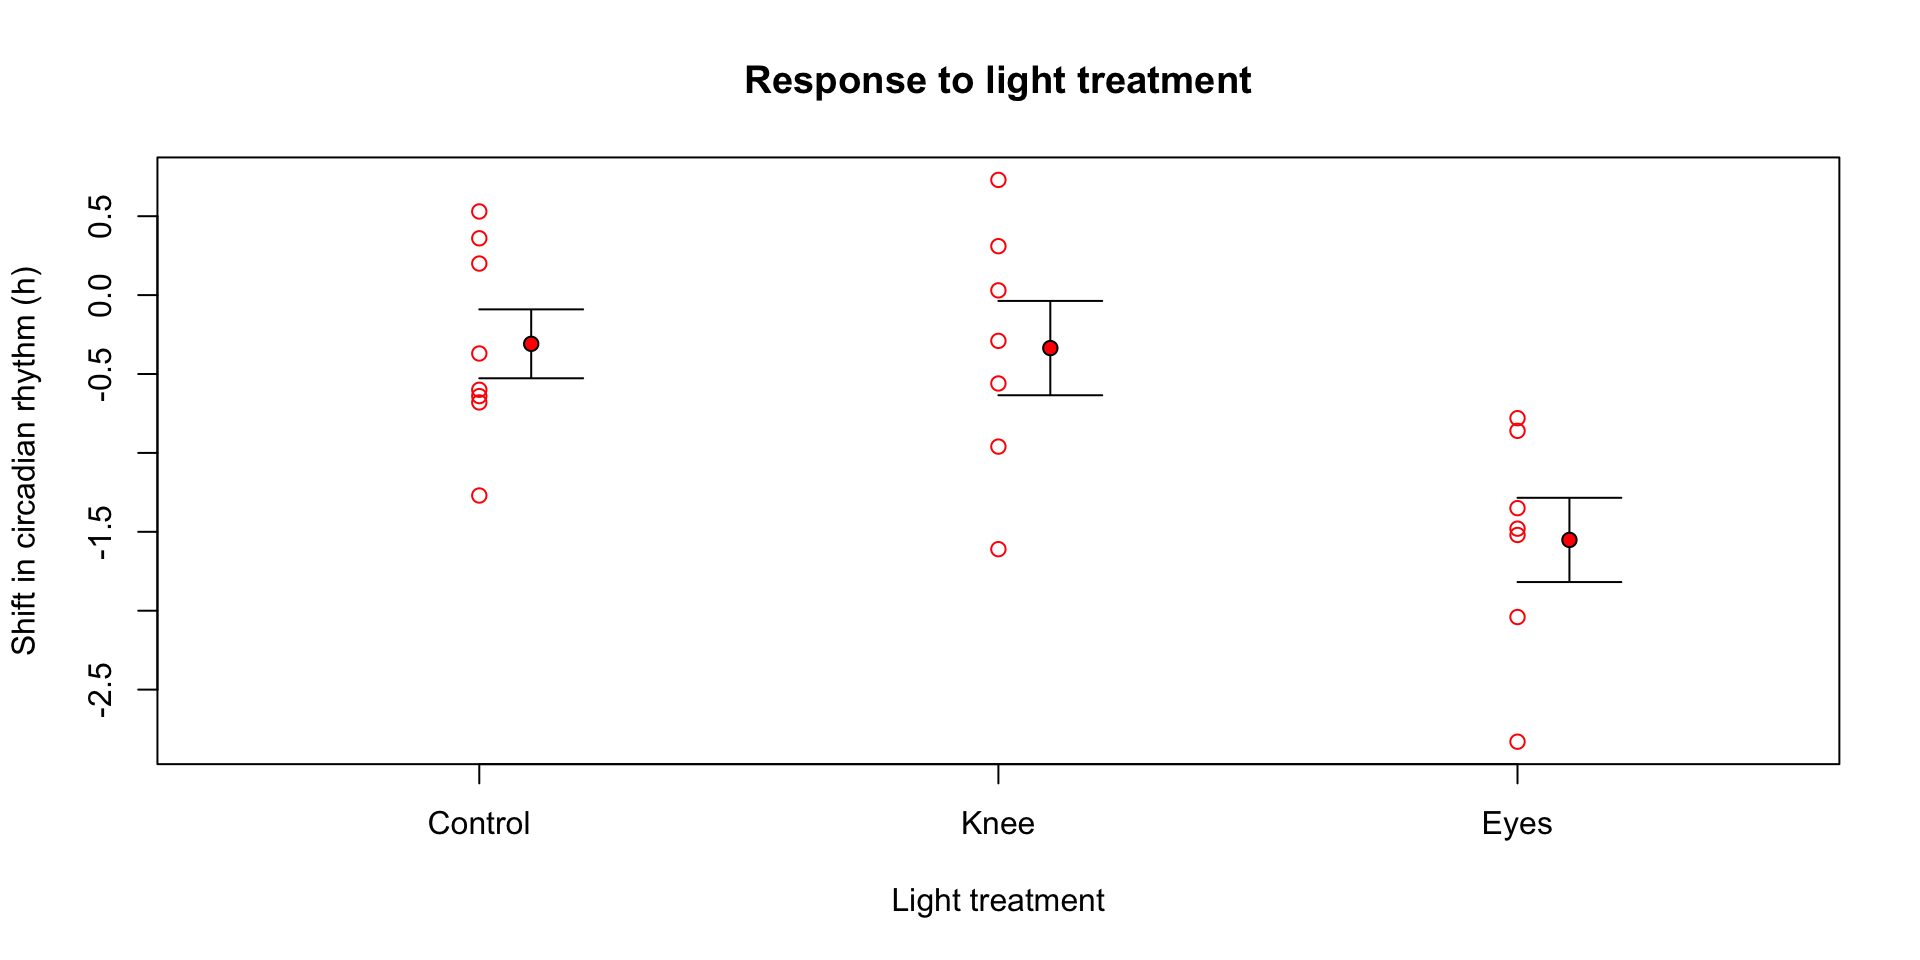 Response to light treatment
Shift in circadian rhythm (h)
0.5
0.0
-0.5
-1.5
-2.5
Control Knee Eyes
Light treatment